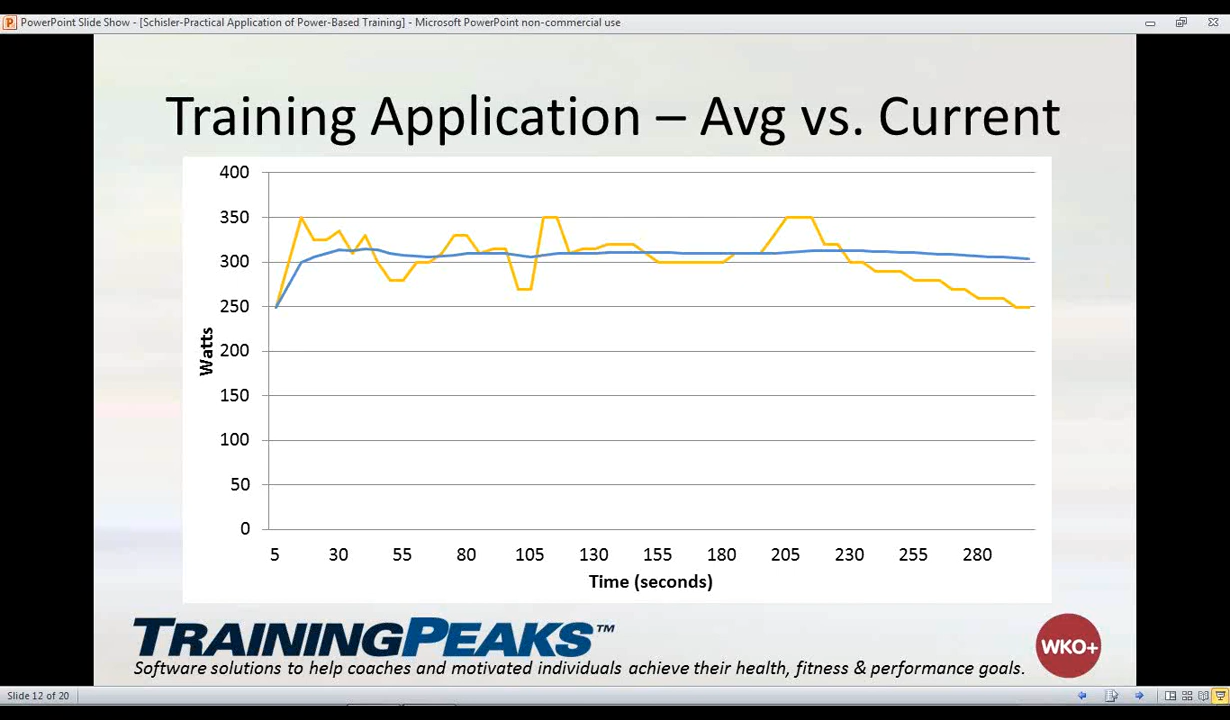 PowerPoint Slide Show - [Schisler-Practical Application of Power-Based Training] - Microsoft PowerPoint non-commercial use
Training Application – Avg vs. Current
400
350
300
250
200
150
100
50
0
Watts
5 30 55 80 105 130 155 180 205 230 255 280
Time (seconds)
TRAININGPEAKS™
Software solutions to help coaches and motivated individuals achieve their health, fitness & performance goals.
WKO+
Slide 12 of 20